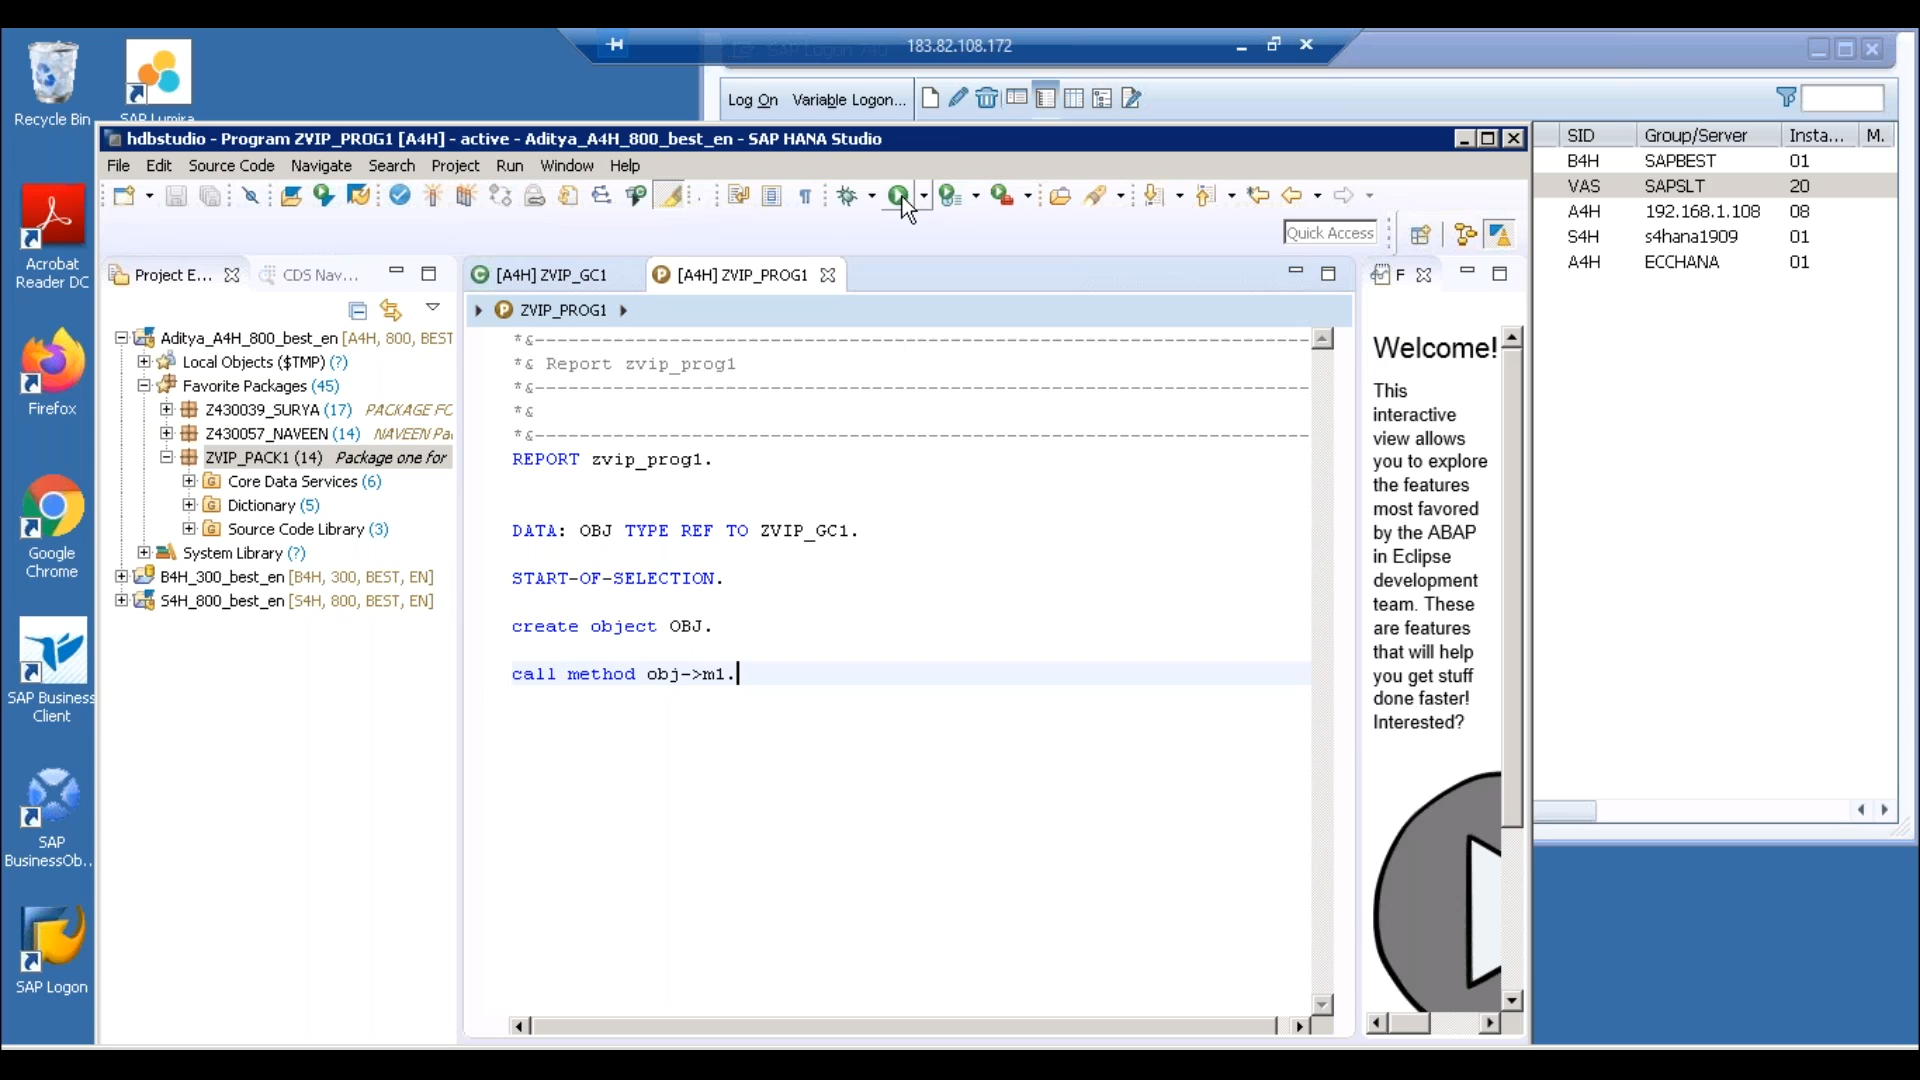 183.82.108.172
Recycle Bin
SAP Lumira
Log On Variable Logon...
hdbstudio - Program ZVIP_PROG1 [A4H] - active - Aditya_A4H_800_best_en - SAP HANA Studio
File Edit Source Code Navigate Search Project Run Window Help
Quick Access
SID Group/Server Insta... M.
B4H SAPBEST 01
VAS SAPSLT 20
A4H 192.168.1.108 08
S4H s4hana1909 01
A4H ECCHANA 01
Acrobat
Reader DC
Firefox
Google
Chrome
SAP Business
Client
SAP
BusinessOb..
SAP Logon
Project E... CDS Nav...
Aditya_A4H_800_best_en [A4H, 800, BEST
Local Objects ($TMP) (?)
Favorite Packages (45)
Z430039_SURYA (17) PACKAGE FC
Z430057_NAVEEN (14) NAVEEN Pa
ZVIP_PACK1 (14) Package one for
Core Data Services (6)
Dictionary (5)
Source Code Library (3)
System Library (?)
B4H_300_best_en [B4H, 300, BEST, EN]
S4H_800_best_en [S4H, 800, BEST, EN]
[A4H] ZVIP_GC1 [A4H] ZVIP_PROG1
ZVIP_PROG1
*&---------------------------------------------------------------------
*& Report zvip_prog1
*&---------------------------------------------------------------------
*&
*&---------------------------------------------------------------------
REPORT zvip_prog1.
DATA: OBJ TYPE REF TO ZVIP_GC1.
START-OF-SELECTION.
create object OBJ.
call method obj->m1.
F
Welcome!
This
interactive
view allows
you to explore
the features
most favored
by the ABAP
in Eclipse
development
team. These
are features
that will help
you get stuff
done faster!
Interested?